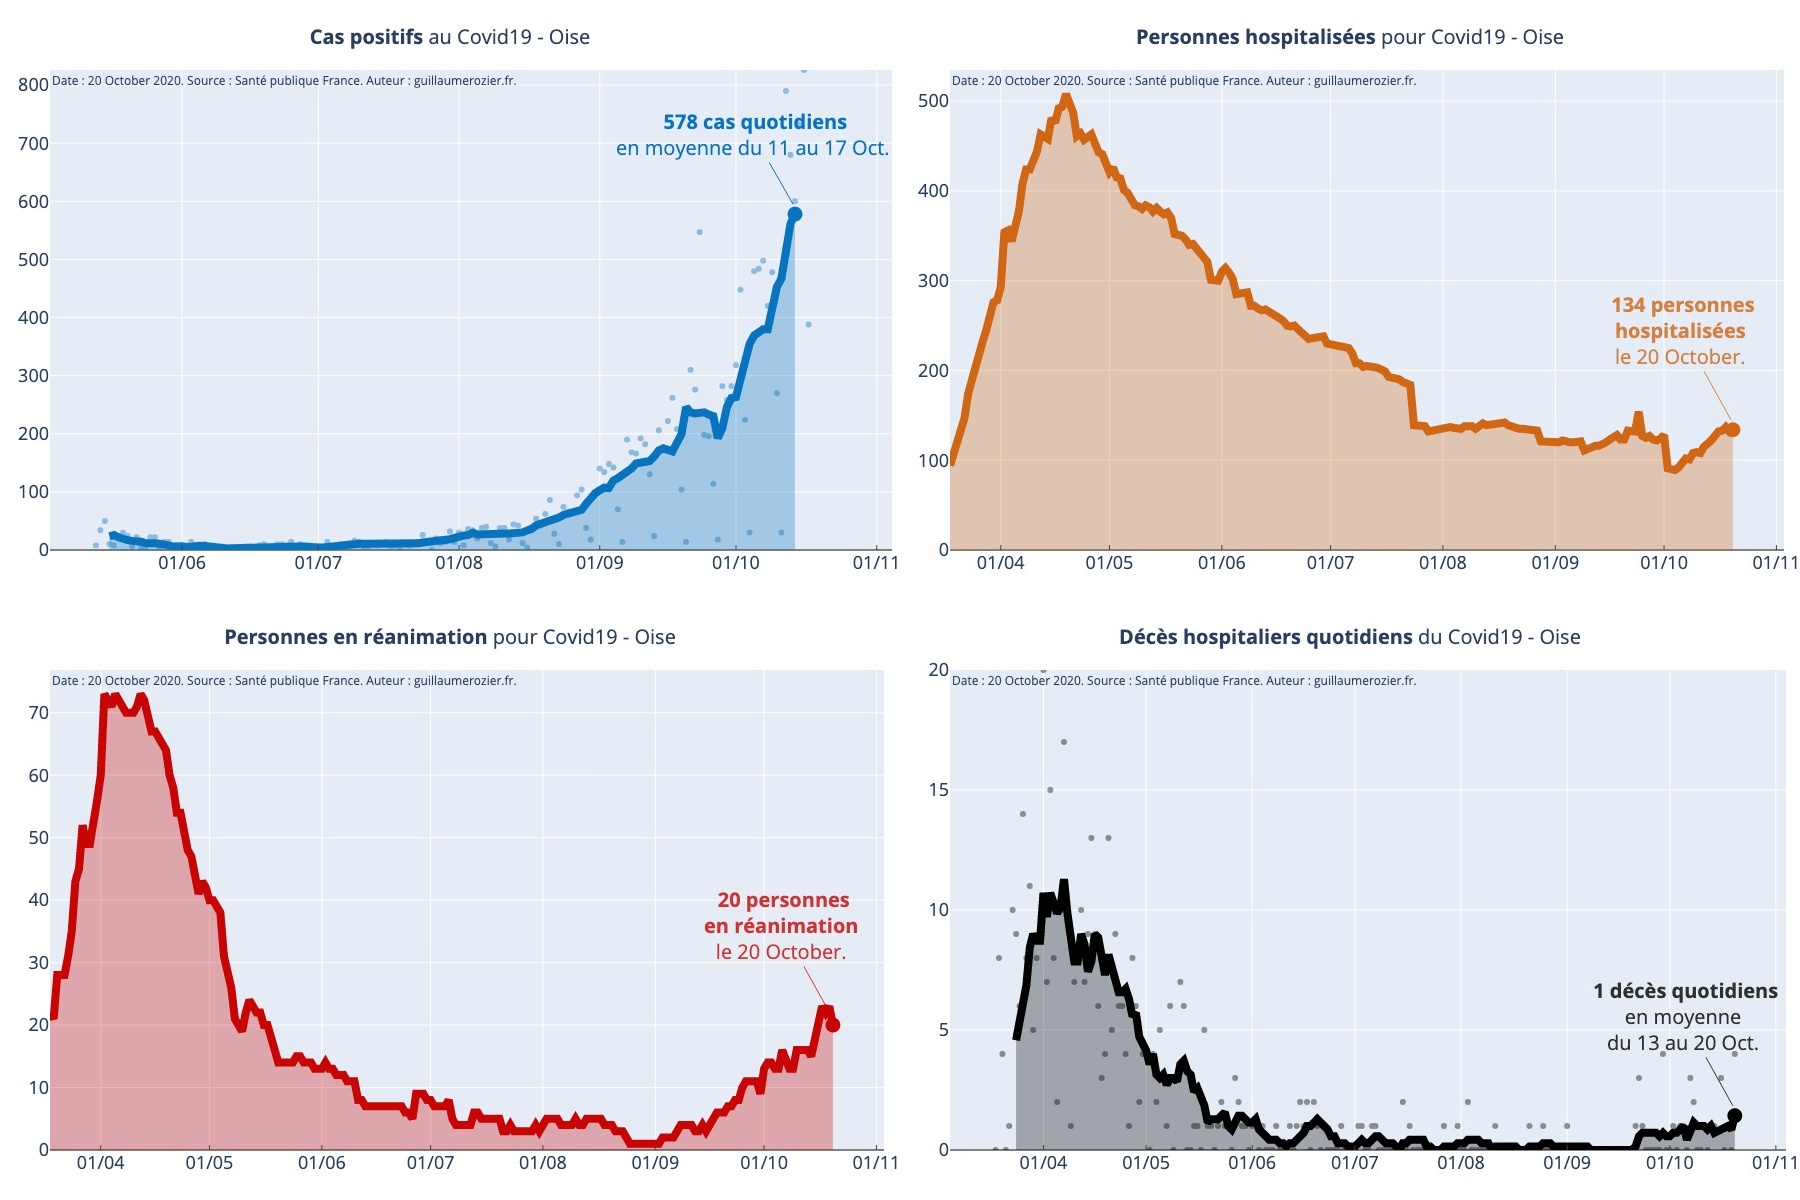 Cas positifs au Covid19 - Oise
Date : 20 October 2020. Source : Santé publique France. Auteur : guillaumerozier.fr.
800
700
600
500
400
300
200
100
0
578 cas quotidiens
en moyenne du 11 au 17 Oct.
01/06 01/07 01/08 01/09 01/10 01/11
Personnes hospitalisées pour Covid19 - Oise
Date : 20 October 2020. Source : Santé publique France. Auteur : guillaumerozier.fr.
500
400
300
200
100
0
134 personnes
hospitalisées
le 20 October.
01/04 01/05 01/06 01/07 01/08 01/09 01/10 01/11
Personnes en réanimation pour Covid19 - Oise
Date : 20 October 2020. Source : Santé publique France. Auteur : guillaumerozier.fr.
70
60
50
40
30
20
10
0
20 personnes
en réanimation
le 20 October.
01/04 01/05 01/06 01/07 01/08 01/09 01/10 01/11
Décès hospitaliers quotidiens du Covid19 - Oise
20
Date : 20 October 2020. Source : Santé publique France. Auteur : guillaumerozier.fr.
15
10
5
0
1 décès quotidiens
en moyenne
du 13 au 20 Oct.
01/04 01/05 01/06 01/07 01/08 01/09 01/10 01/11